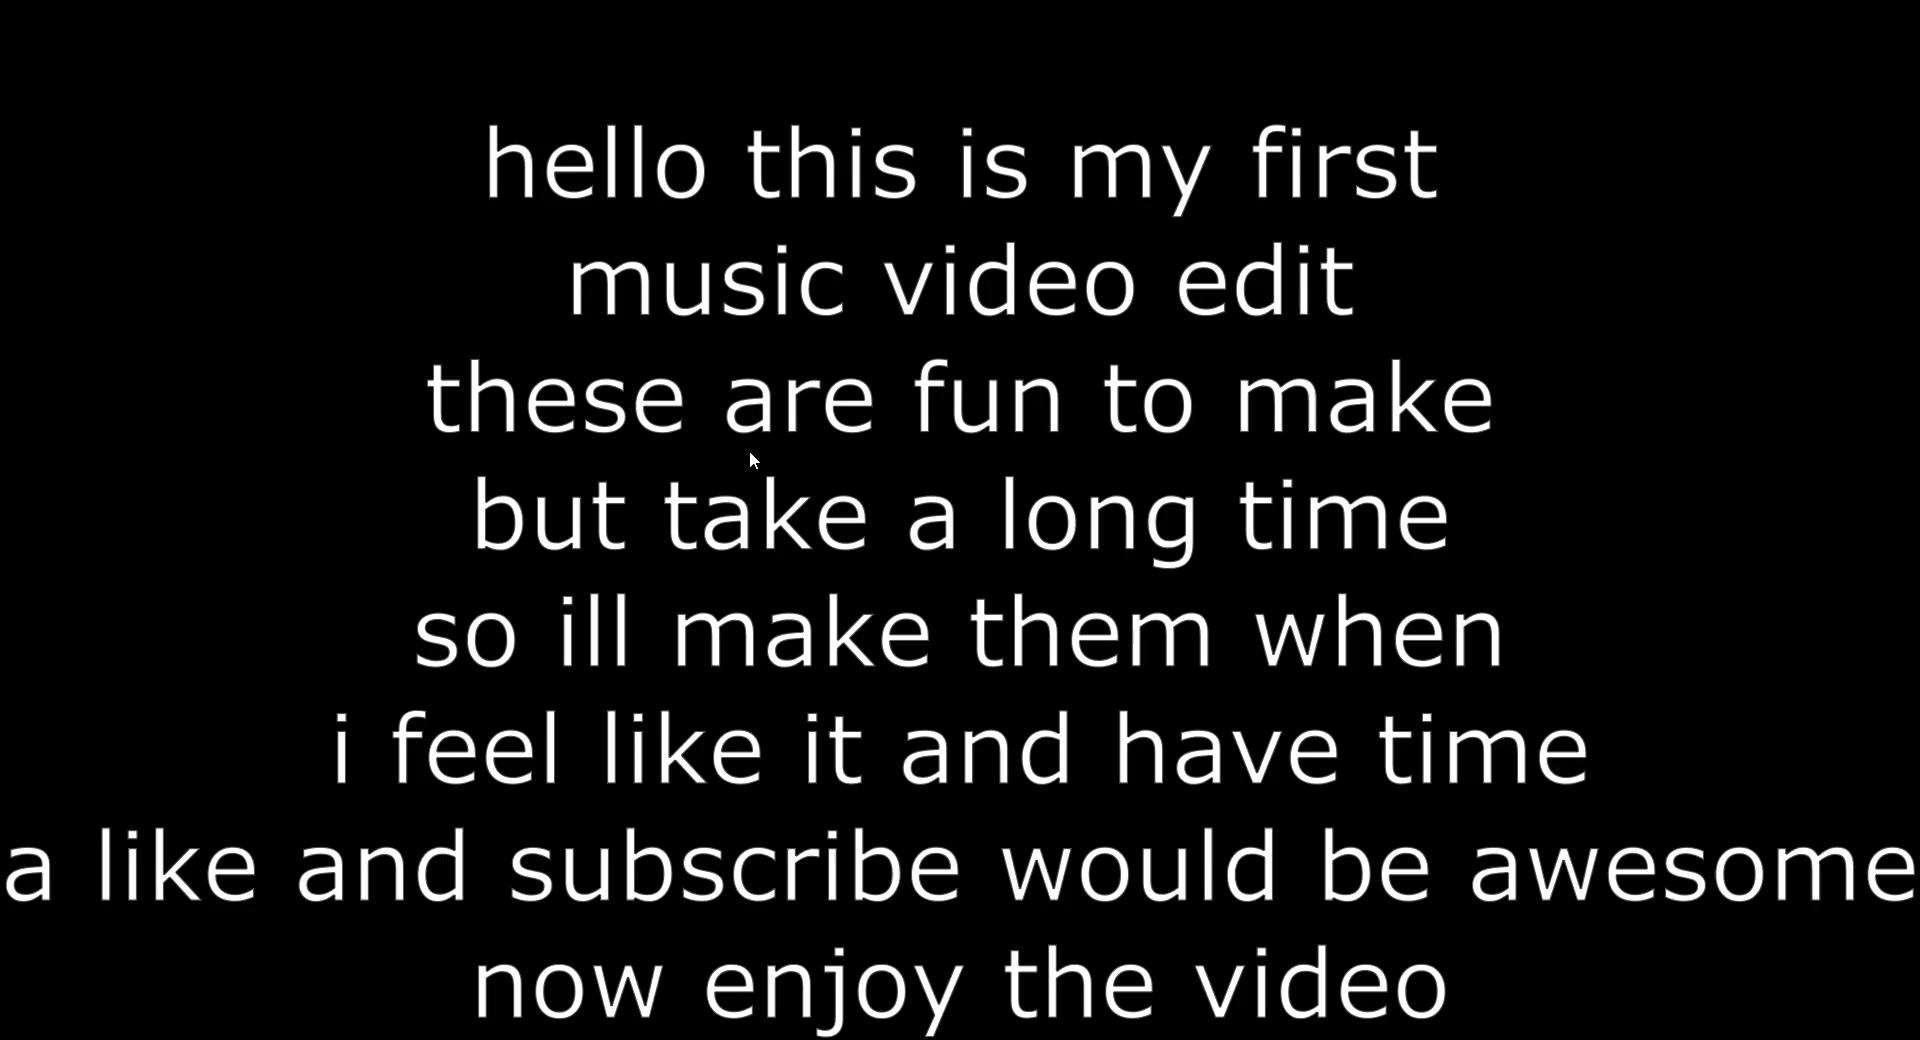 hello this is my first
music video edit
these are fun to make
but take a long time
so ill make them when
i feel like it and have time
a like and subscribe would be awesome
now enjoy the video